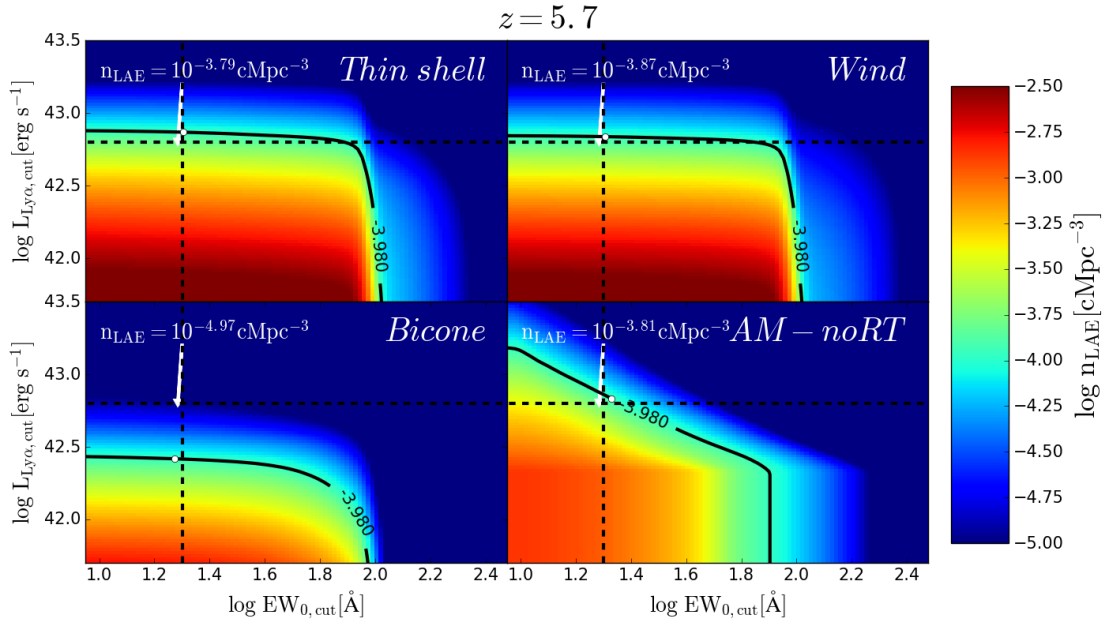 z = 5.7
n_LAE = 10^−3.79 cMpc^−3 Thin shell
n_LAE = 10^−3.87 cMpc^−3 Wind
43.5
43.0
42.5
42.0
log L_Lyα,cut [erg s^−1]
-3.980
-3.980
n_LAE = 10^−4.97 cMpc^−3 Bicone
n_LAE = 10^−3.81 cMpc^−3 AM − noRT
43.5
43.0
42.5
42.0
log L_Lyα,cut [erg s^−1]
-3.980
-3.980
1.0 1.2 1.4 1.6 1.8 2.0 2.2 2.4
1.0 1.2 1.4 1.6 1.8 2.0 2.2 2.4
log EW_0,cut [Å]
log EW_0,cut [Å]
−2.50
−2.75
−3.00
−3.25
−3.50
−3.75
−4.00
−4.25
−4.50
−4.75
−5.00
log n_LAE [cMpc^−3]